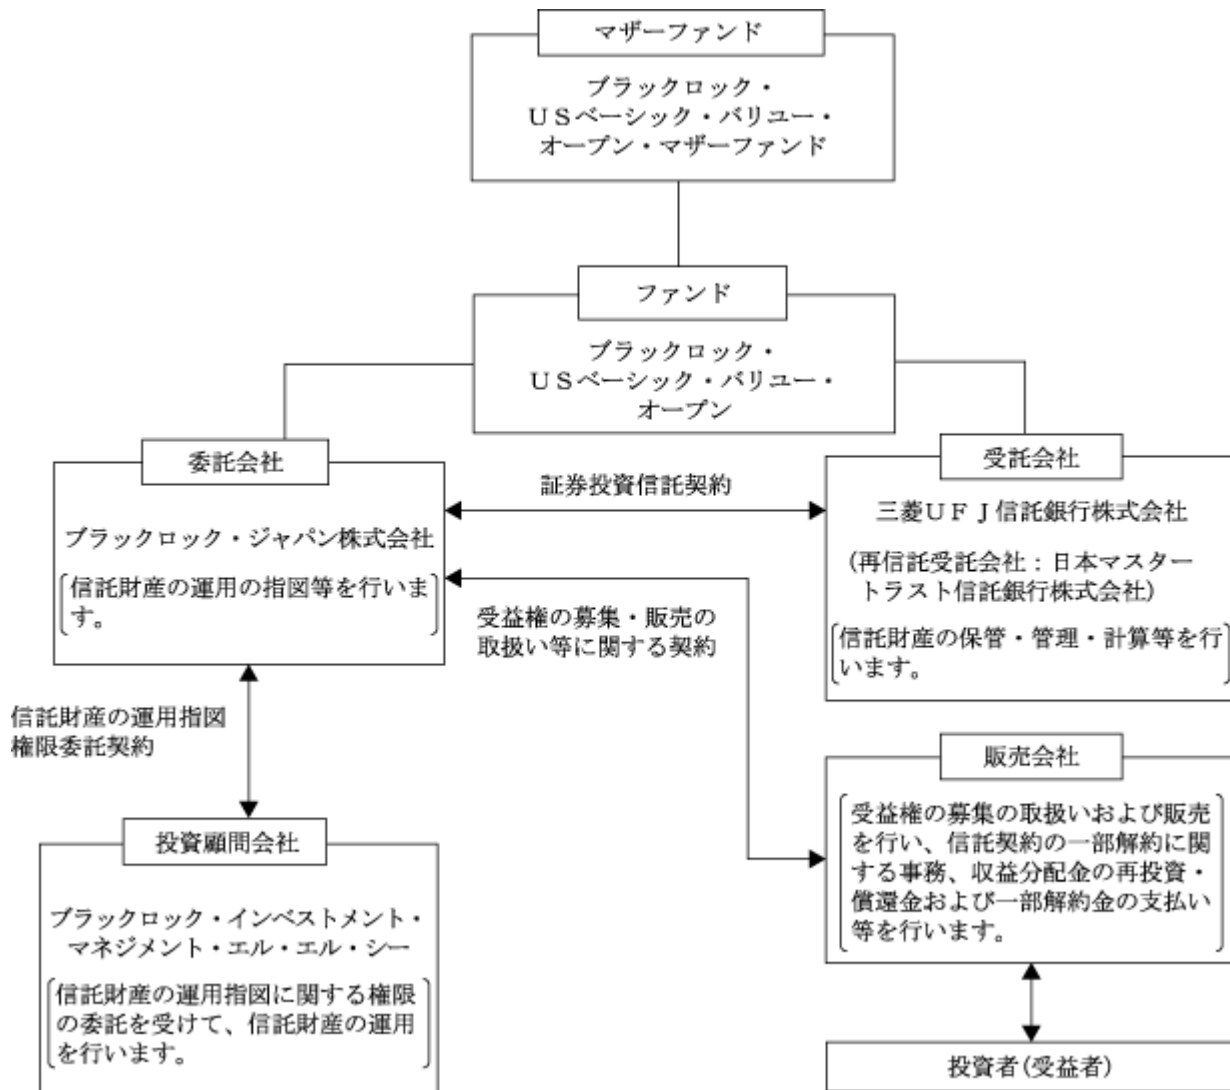 マザーファンド
ブラックロック・
ＵＳベーシック・バリュー・
オープン・マザーファンド
ファンド
ブラックロック・
ＵＳベーシック・バリュー・
オープン
委託会社
ブラックロック・ジャパン株式会社
信託財産の運用の指図等を行いま
す。
証券投資信託契約
受益権の募集・販売の
取扱い等に関する契約
受託会社
三菱ＵＦＪ信託銀行株式会社
(再信託受託会社：日本マスター
トラスト信託銀行株式会社)
信託財産の保管・管理・計算等を行
います。
信託財産の運用指図
権限委託契約
販売会社
受益権の募集の取扱いおよび販売
を行い、信託契約の一部解約に関
する事務、収益分配金の再投資・
償還金および一部解約金の支払い
等を行います。
投資顧問会社
ブラックロック・インベストメント・
マネジメント・エル・エル・シー
信託財産の運用指図に関する権限
の委託を受けて、信託財産の運用
を行います。
投資者(受益者)